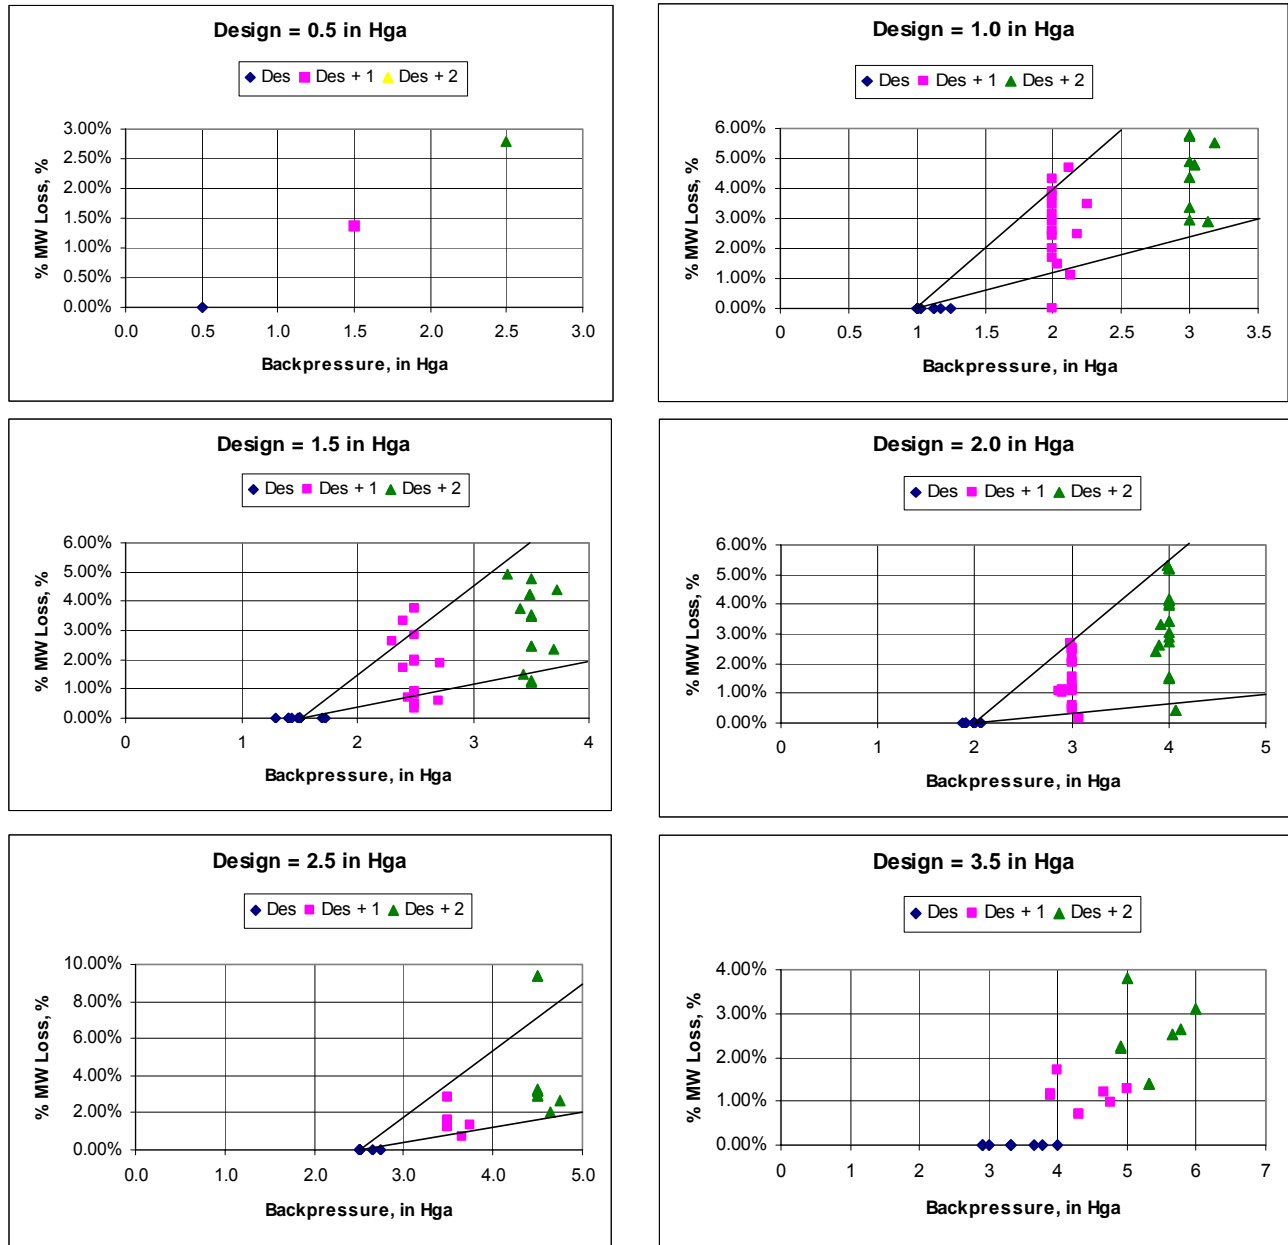 Design = 0.5 in Hga
Des Des + 1 Des + 2
% MW Loss, %
3.00%
2.50%
2.00%
1.50%
1.00%
0.50%
0.00%
0.0 0.5 1.0 1.5 2.0 2.5 3.0
Backpressure, in Hga
Design = 1.0 in Hga
Des Des + 1 Des + 2
% MW Loss, %
6.00%
5.00%
4.00%
3.00%
2.00%
1.00%
0.00%
0 0.5 1 1.5 2 2.5 3 3.5
Backpressure, in Hga
Design = 1.5 in Hga
Des Des + 1 Des + 2
% MW Loss, %
6.00%
5.00%
4.00%
3.00%
2.00%
1.00%
0.00%
0 1 2 3 4
Backpressure, in Hga
Design = 2.0 in Hga
Des Des + 1 Des + 2
% MW Loss, %
6.00%
5.00%
4.00%
3.00%
2.00%
1.00%
0.00%
0 1 2 3 4 5
Backpressure, in Hga
Design = 2.5 in Hga
Des Des + 1 Des + 2
% MW Loss, %
10.00%
8.00%
6.00%
4.00%
2.00%
0.00%
0.0 1.0 2.0 3.0 4.0 5.0
Backpressure, in Hga
Design = 3.5 in Hga
Des Des + 1 Des + 2
% MW Loss, %
4.00%
3.00%
2.00%
1.00%
0.00%
0 1 2 3 4 5 6 7
Backpressure, in Hga